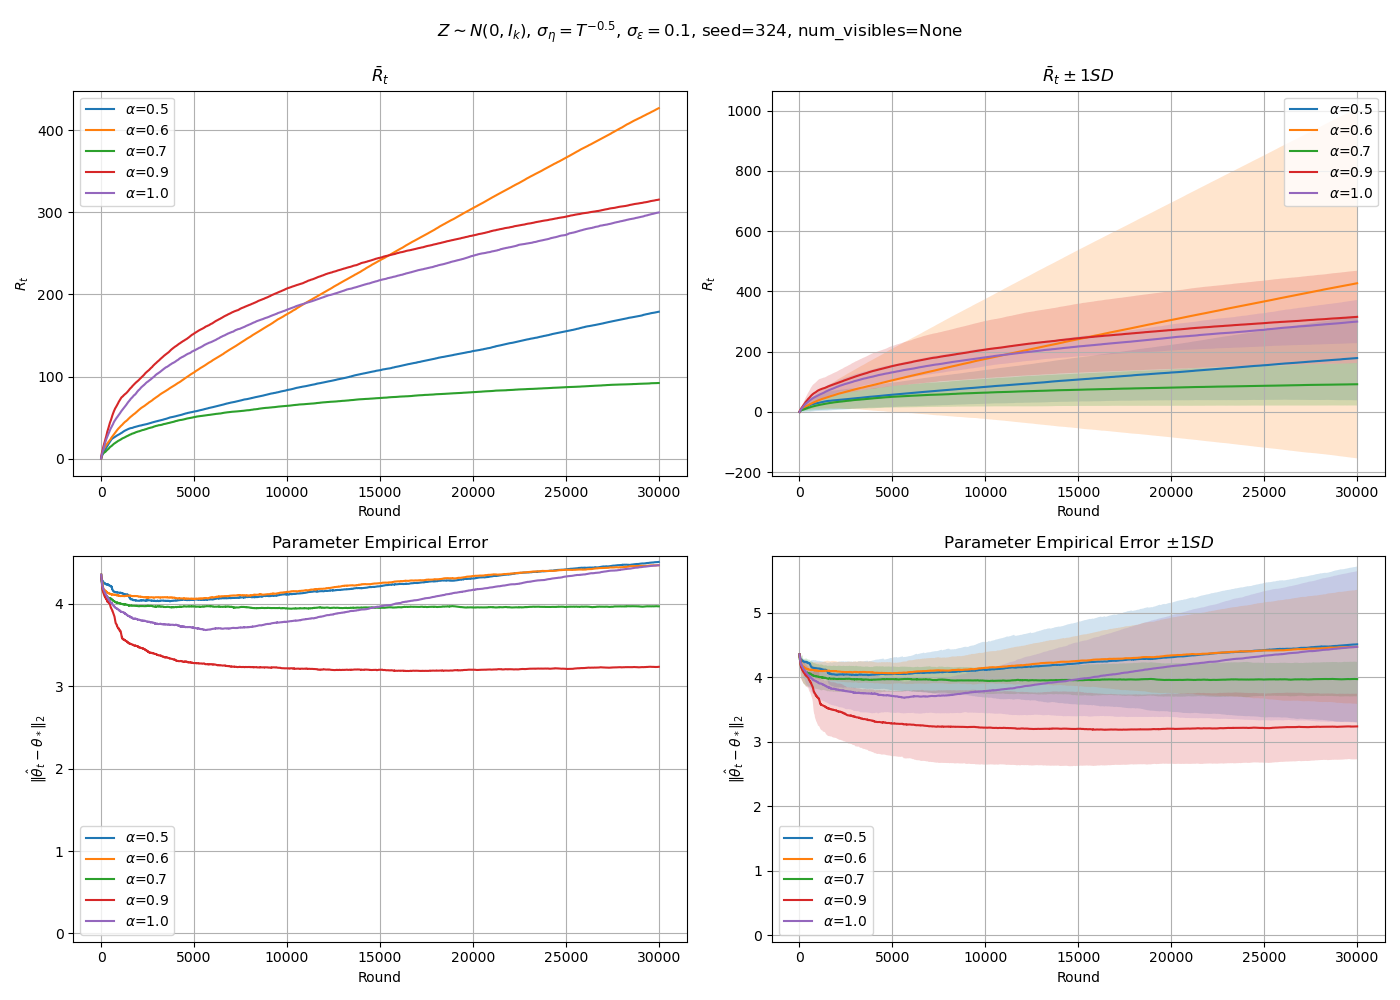 Z ~ N(0, I_k), σ_η = T^{−0.5}, σ_ε = 0.1, seed=324, num_visibles=None
R̄_t
α=0.5
α=0.6
α=0.7
α=0.9
α=1.0
R_t
400
300
200
100
0
0 5000 10000 15000 20000 25000 30000
Round
R̄_t ± 1SD
α=0.5
α=0.6
α=0.7
α=0.9
α=1.0
R_t
1000
800
600
400
200
0
−200
0 5000 10000 15000 20000 25000 30000
Round
Parameter Empirical Error
‖θ̂_t − θ_*‖_2
4
3
2
1
0
α=0.5
α=0.6
α=0.7
α=0.9
α=1.0
0 5000 10000 15000 20000 25000 30000
Round
Parameter Empirical Error ±1SD
‖θ̂_t − θ_*‖_2
5
4
3
2
1
0
α=0.5
α=0.6
α=0.7
α=0.9
α=1.0
0 5000 10000 15000 20000 25000 30000
Round